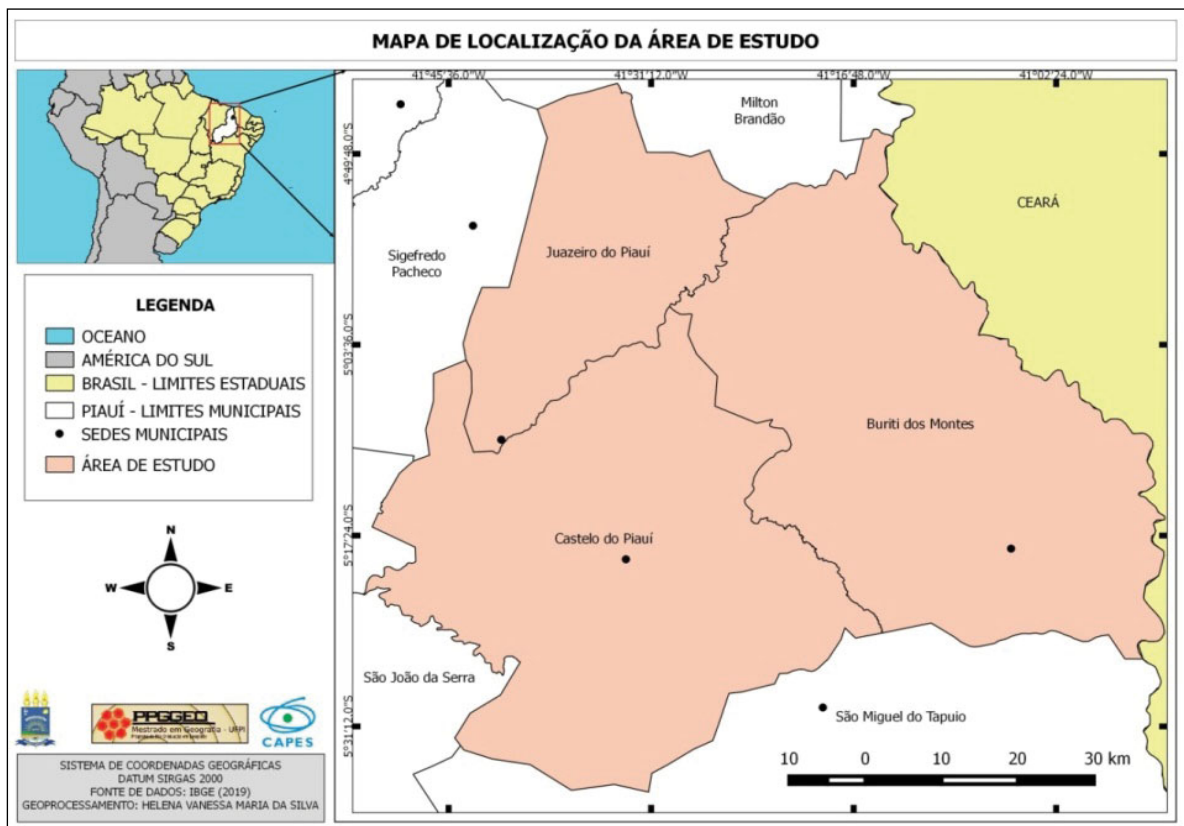 MAPA DE LOCALIZAÇÃO DA ÁREA DE ESTUDO
41°45'36.0"W
41°31'12.0"W
41°16'48.0"W
41°02'24.0"W
4°49'48.0"S
5°03'36.0"S
5°17'24.0"S
5°31'12.0"S
Milton
Brandão
CEARÁ
Sigefredo
Pacheco
Juazeiro do Piauí
Buriti dos Montes
Castelo do Piauí
São João da Serra
São Miguel do Tapuio
10 0 10 20 30 km
LEGENDA
OCEANO
AMÉRICA DO SUL
BRASIL - LIMITES ESTADUAIS
PIAUÍ - LIMITES MUNICIPAIS
SEDES MUNICIPAIS
ÁREA DE ESTUDO
N
W E
S
PPGGEO
Mestrado em Geografia - UFPI
CAPES
SISTEMA DE COORDENADAS GEOGRÁFICAS
DATUM SIRGAS 2000
FONTE DE DADOS: IBGE (2019)
GEOPROCESSAMENTO: HELENA VANESSA MARIA DA SILVA